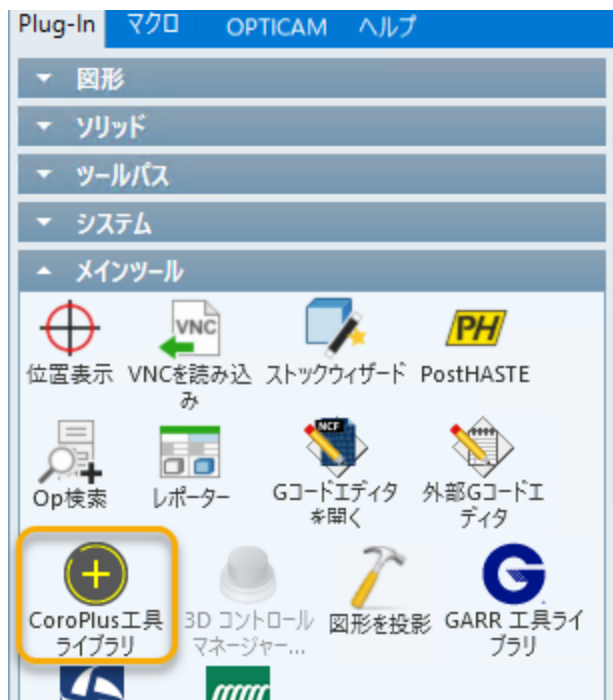 Plug-In マクロ OPTICAM ヘルプ
図形
ソリッド
ツールパス
システム
メインツール
VNC
PH
位置表示 VNCを読み込 ストックウィザード PostHASTE
み
NCF
Op検索 レポーター Gコードエディタ 外部Gコードエ
を開く ディタ
G
CoroPlus工具 3D コントロール 図形を投影 GARR 工具ライ
ライブラリ マネージャー... ブラリ